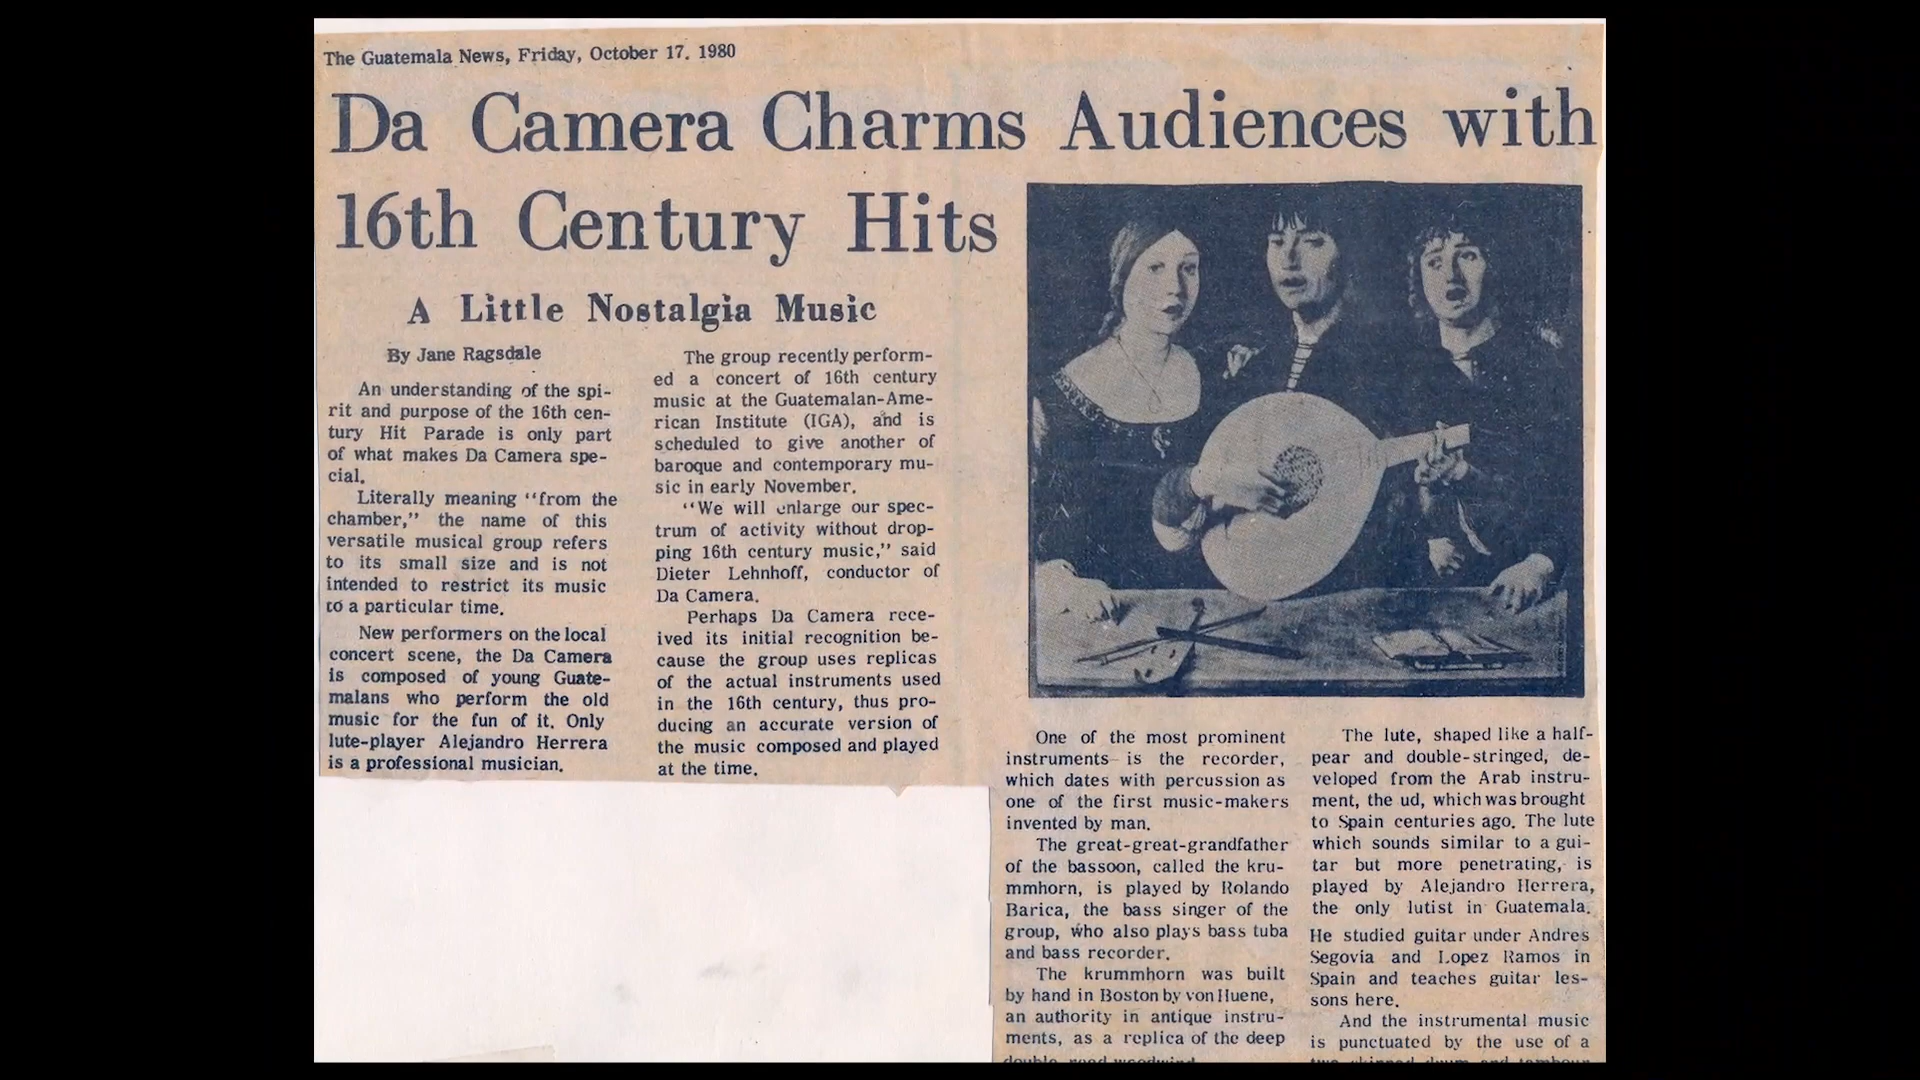 The Guatemala News, Friday, October 17. 1980
Da Camera Charms Audiences with
16th Century Hits
A Little Nostalgia Music
By Jane Ragsdale
An understanding of the spi-
rit and purpose of the 16th cen-
tury Hit Parade is only part
of what makes Da Camera spe-
cial.
Literally meaning "from the
chamber," the name of this
versatile musical group refers
to its small size and is not
intended to restrict its music
to a particular time.
New performers on the local
concert scene, the Da Camera
is composed of young Guate-
malans who perform the old
music for the fun of it. Only
lute-player Alejandro Herrera
is a professional musician.
The group recently perform-
ed a concert of 16th century
music at the Guatemalan-Ame-
rican Institute (IGA), and is
scheduled to give another of
baroque and contemporary mu-
sic in early November.
"We will enlarge our spec-
trum of activity without drop-
ping 16th century music," said
Dieter Lehnhoff, conductor of
Da Camera.
Perhaps Da Camera rece-
ived its initial recognition be-
cause the group uses replicas
of the actual instruments used
in the 16th century, thus pro-
ducing an accurate version of
the music composed and played
at the time.
One of the most prominent
instruments is the recorder,
which dates with percussion as
one of the first music-makers
invented by man.
The great-great-grandfather
of the bassoon, called the kru-
mmhorn, is played by Rolando
Barica, the bass singer of the
group, who also plays bass tuba
and bass recorder.
The krummhorn was built
by hand in Boston by von Huene,
an authority in antique instru-
ments, as a replica of the deep
double reed woodwind
The lute, shaped like a half-
pear and double-stringed, de-
veloped from the Arab instru-
ment, the ud, which was brought
to Spain centuries ago. The lute
which sounds similar to a gui-
tar but more penetrating, is
played by Alejandro Herrera,
the only lutist in Guatemala.
He studied guitar under Andres
Segovia and Lopez Ramos in
Spain and teaches guitar les-
sons here.
And the instrumental music
is punctuated by the use of a
drum and